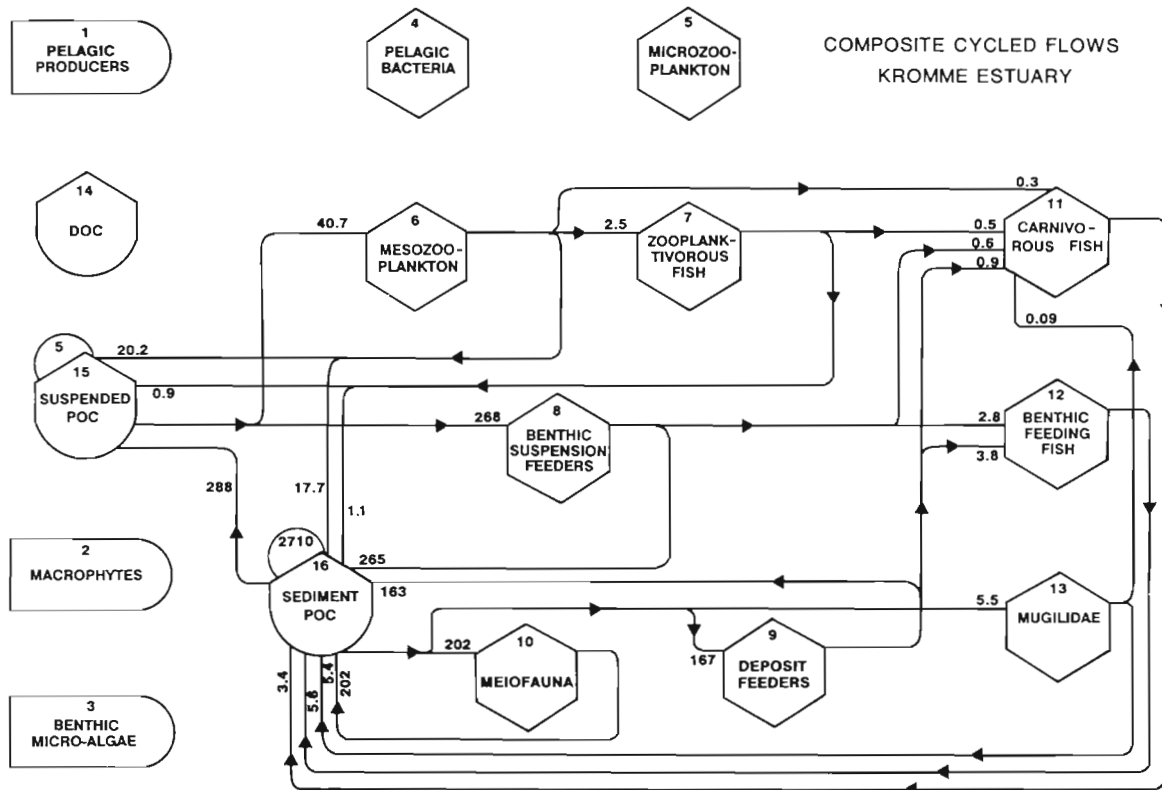 1
PELAGIC
PRODUCERS
4
PELAGIC
BACTERIA
5
MICROZOO-
PLANKTON
COMPOSITE CYCLED FLOWS
KROMME ESTUARY
14
DOC
40.7
6
MESOZOO-
PLANKTON
2.5
7
ZOOPLANK-
TIVOROUS
FISH
0.3
0.5
0.6
0.9
11
CARNIVO-
ROUS FISH
0.09
5
20.2
15
SUSPENDED
POC
0.9
268
8
BENTHIC
SUSPENSION
FEEDERS
2.8
3.8
12
BENTHIC
FEEDING
FISH
288
17.7
1.1
2710
265
16
SEDIMENT
POC
163
2
MACROPHYTES
5.5
13
MUGILIDAE
202
10
MEIOFAUNA
167
9
DEPOSIT
FEEDERS
3.4
5.6
5.4
202
3
BENTHIC
MICRO-ALGAE